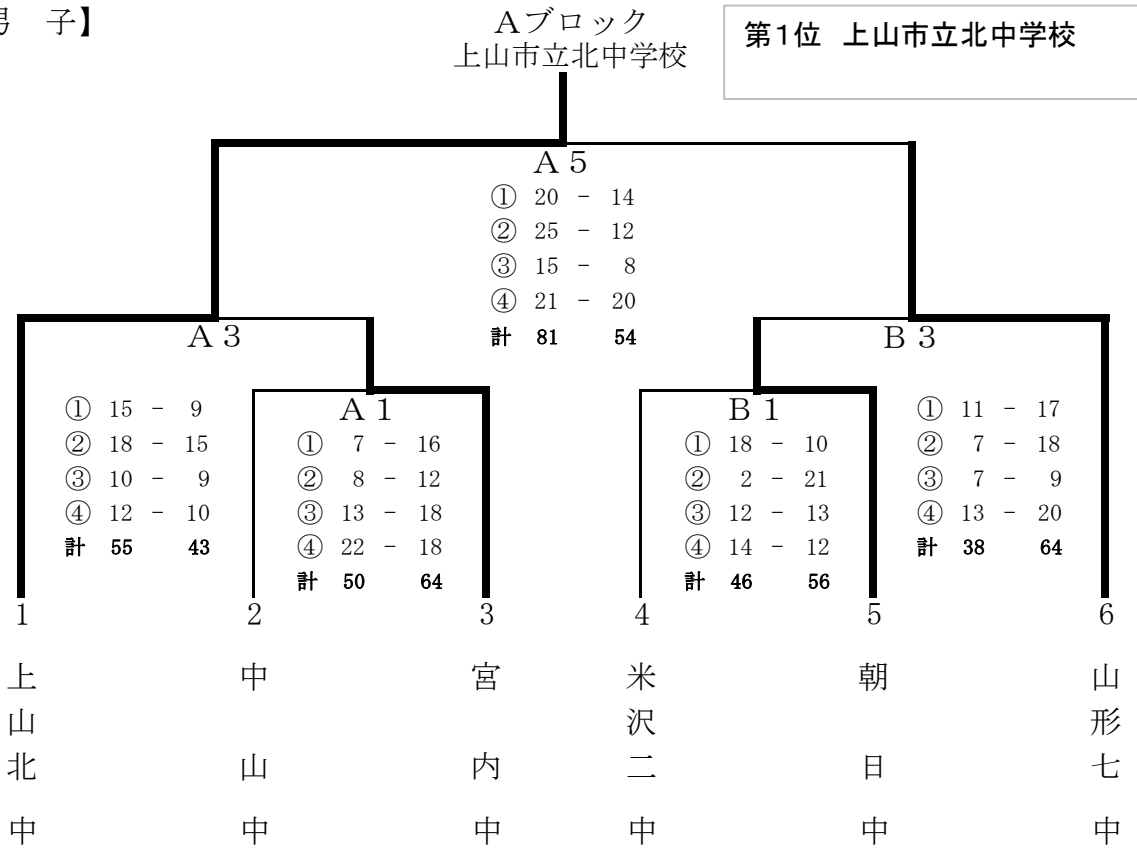 男 子】
Aブロック
上山市立北中学校
第1位 上山市立北中学校
A5
① 20 - 14
② 25 - 12
③ 15 - 8
④ 21 - 20
計 81 54
A3
① 15 - 9
② 18 - 15
③ 10 - 9
④ 12 - 10
計 55 43
A1
① 7 - 16
② 8 - 12
③ 13 - 18
④ 22 - 18
計 50 64
B1
① 18 - 10
② 2 - 21
③ 12 - 13
④ 14 - 12
計 46 56
B3
① 11 - 17
② 7 - 18
③ 7 - 9
④ 13 - 20
計 38 64
1
上山北中
2
中山中
3
宮内中
4
米沢二中
5
朝日中
6
山形七中